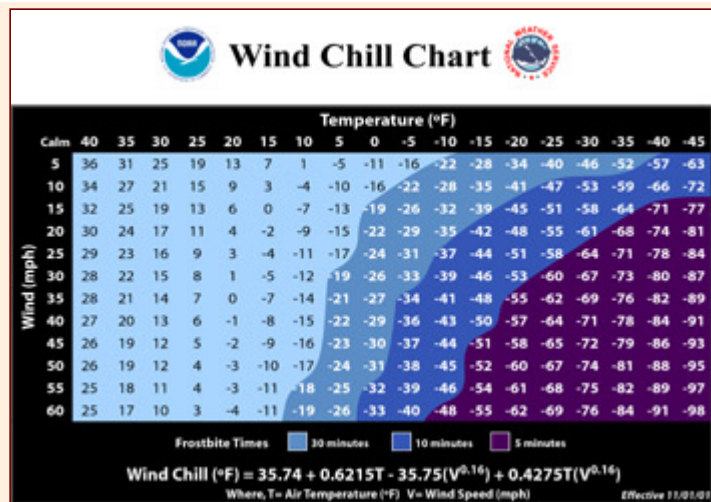 NOAA
Wind Chill Chart
NATIONAL WEATHER SERVICE
Temperature (°F)
Calm 40 35 30 25 20 15 10 5 0 -5 -10 -15 -20 -25 -30 -35 -40 -45
5 36 31 25 19 13 7 1 -5 -11 -16 -22 -28 -34 -40 -46 -52 -57 -63
10 34 27 21 15 9 3 -4 -10 -16 -22 -28 -35 -41 -47 -53 -59 -66 -72
15 32 25 19 13 6 0 -7 -13 -19 -26 -32 -39 -45 -51 -58 -64 -71 -77
20 30 24 17 11 4 -2 -9 -15 -22 -29 -35 -42 -48 -55 -61 -68 -74 -81
25 29 23 16 9 3 -4 -11 -17 -24 -31 -37 -44 -51 -58 -64 -71 -78 -84
30 28 22 15 8 1 -5 -12 -19 -26 -33 -39 -46 -53 -60 -67 -73 -80 -87
35 28 21 14 7 0 -7 -14 -21 -27 -34 -41 -48 -55 -62 -69 -76 -82 -89
40 27 20 13 6 -1 -8 -15 -22 -29 -36 -43 -50 -57 -64 -71 -78 -84 -91
45 26 19 12 5 -2 -9 -16 -23 -30 -37 -44 -51 -58 -65 -72 -79 -86 -93
50 26 19 12 4 -3 -10 -17 -24 -31 -38 -45 -52 -60 -67 -74 -81 -88 -95
55 25 18 11 4 -3 -11 -18 -25 -32 -39 -46 -54 -61 -68 -75 -82 -89 -97
60 25 17 10 3 -4 -11 -19 -26 -33 -40 -48 -55 -62 -69 -76 -84 -91 -98
Wind (mph)
Frostbite Times 30 minutes 10 minutes 5 minutes
Wind Chill (°F) = 35.74 + 0.6215T - 35.75(V^0.16) + 0.4275T(V^0.16)
Where, T= Air Temperature (°F) V= Wind Speed (mph)
Effective 11/01/0